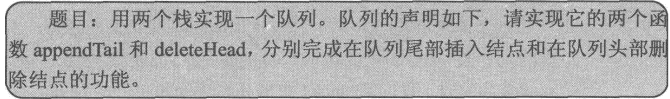 题目：用两个栈实现一个队列。队列的声明如下，请实现它的两个函
数 appendTail 和 deleteHead，分别完成在队列尾部插入结点和在队列头部删
除结点的功能。